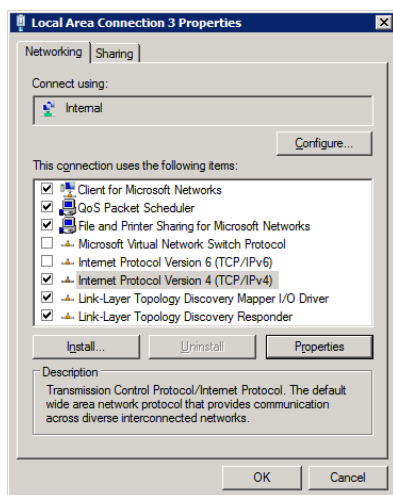 Local Area Connection 3 Properties
Networking
Sharing
Connect using:
Internal
Configure...
This connection uses the following items:
Client for Microsoft Networks
QoS Packet Scheduler
File and Printer Sharing for Microsoft Networks
Microsoft Virtual Network Switch Protocol
Internet Protocol Version 6 (TCP/IPv6)
Internet Protocol Version 4 (TCP/IPv4)
Link-Layer Topology Discovery Mapper I/O Driver
Link-Layer Topology Discovery Responder
Install...
Uninstall
Properties
Description
Transmission Control Protocol/Internet Protocol. The default
wide area network protocol that provides communication
across diverse interconnected networks.
OK
Cancel